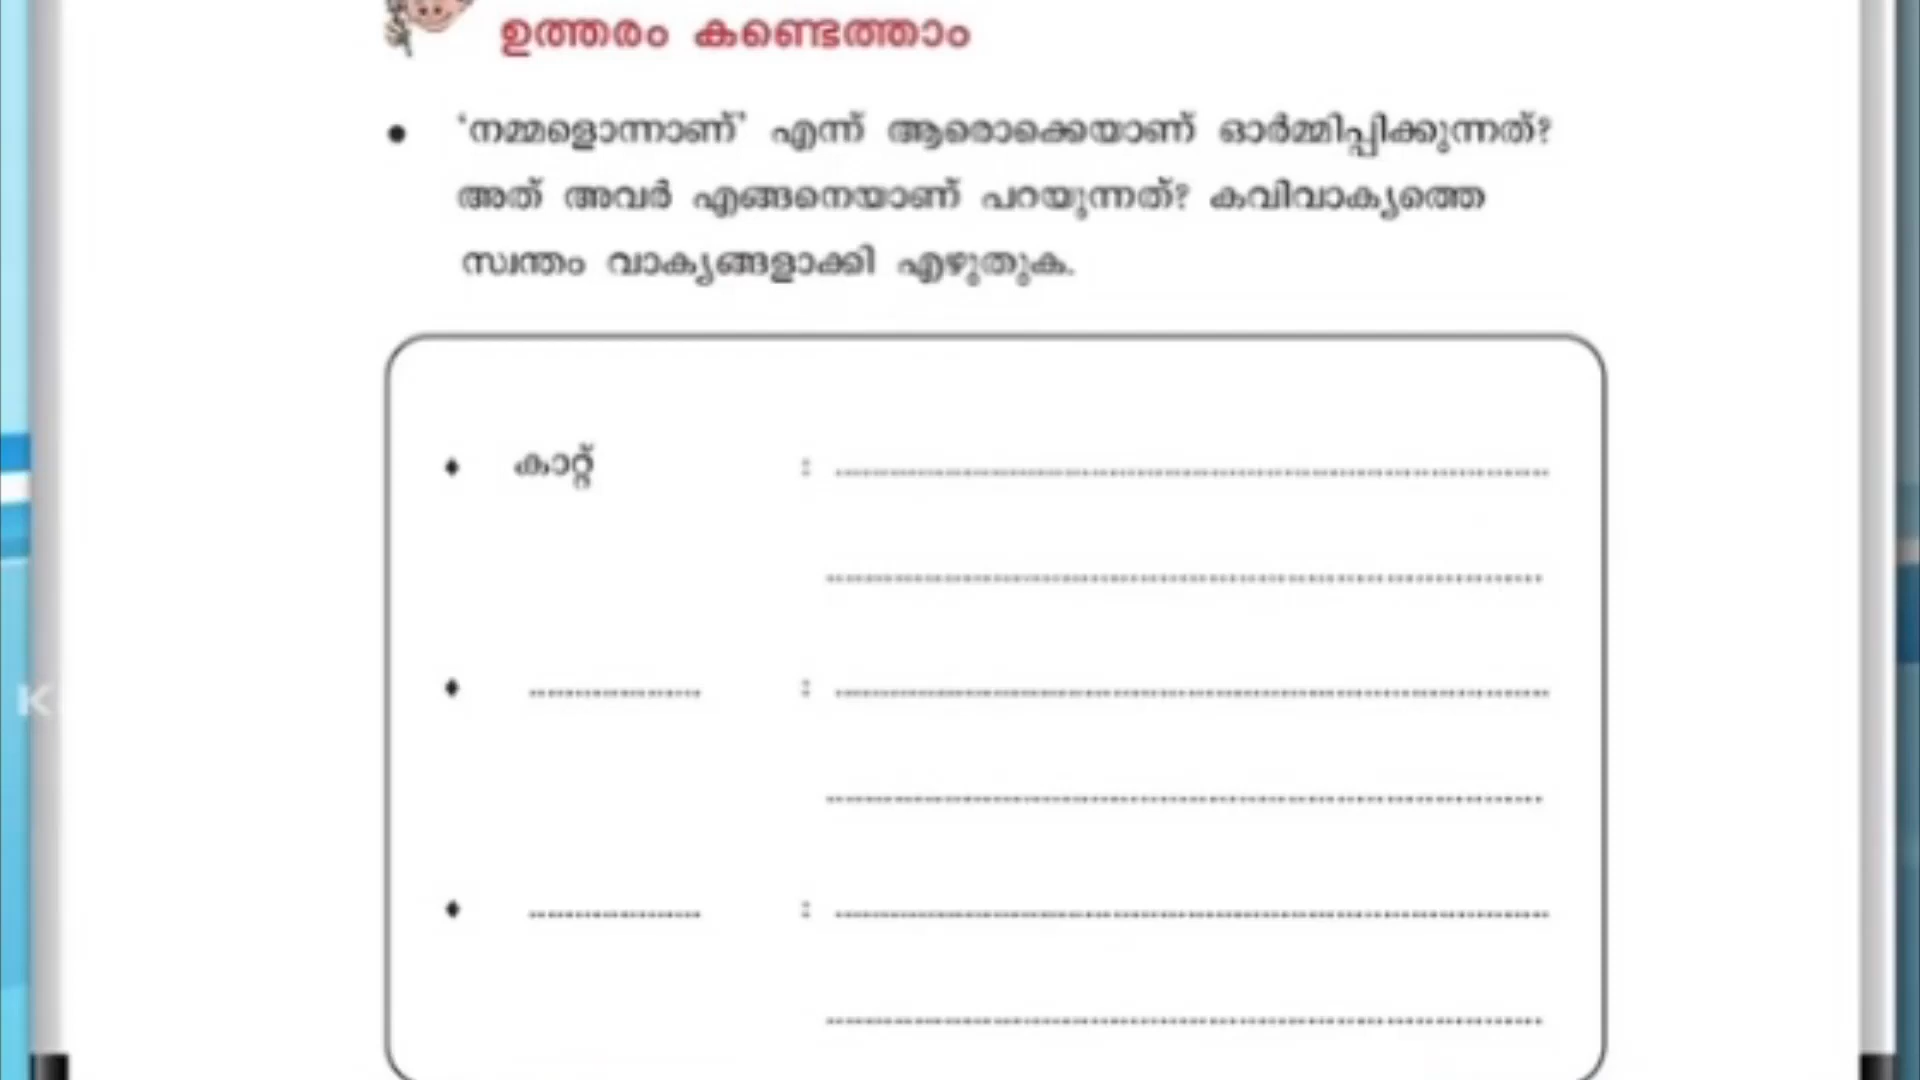 ഉത്തരം കണ്ടെത്താം
• ‘നമ്മളൊന്നാണ്’ എന്ന് ആരൊക്കെയാണ് ഓർമ്മിപ്പിക്കുന്നത്?
അത് അവർ എങ്ങനെയാണ് പറയുന്നത്? കവിവാക്യത്തെ
സ്വന്തം വാക്യങ്ങളാക്കി എഴുതുക.
♦ കാറ്റ് : ....................................
....................................
♦ .................... : ....................................
....................................
♦ .................... : ....................................
....................................